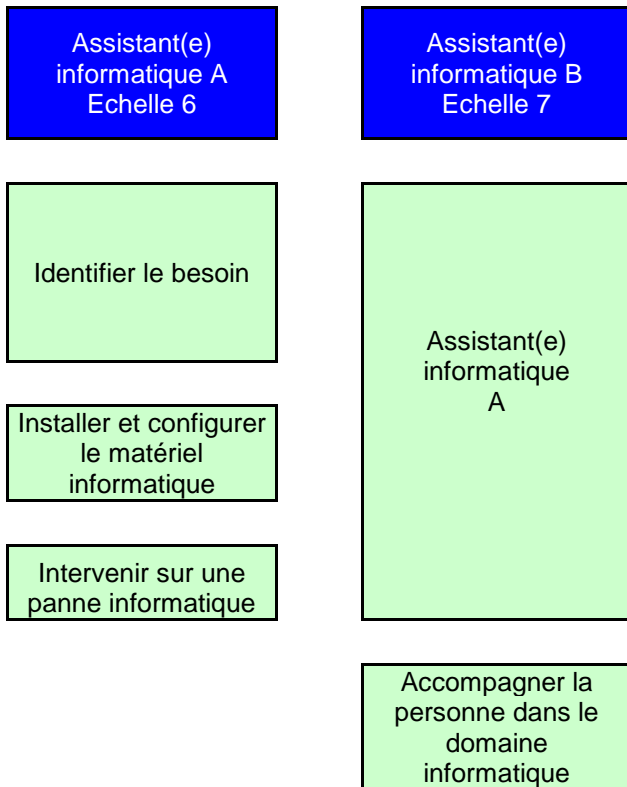 Assistant(e)
informatique A
Echelle 6
Assistant(e)
informatique B
Echelle 7
Identifier le besoin
Installer et configurer
le matériel
informatique
Intervenir sur une
panne informatique
Assistant(e)
informatique
A
Accompagner la
personne dans le
domaine
informatique